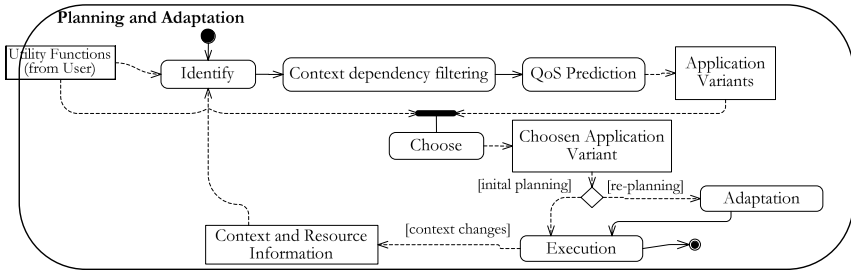 Planning and Adaptation
Utility Functions
(from User)
Identify
Context dependency filtering
QoS Prediction
Application
Variants
Choose
Choosen Application
Variant
[inital planning]
[re-planning]
Adaptation
Context and Resource
Information
[context changes]
Execution